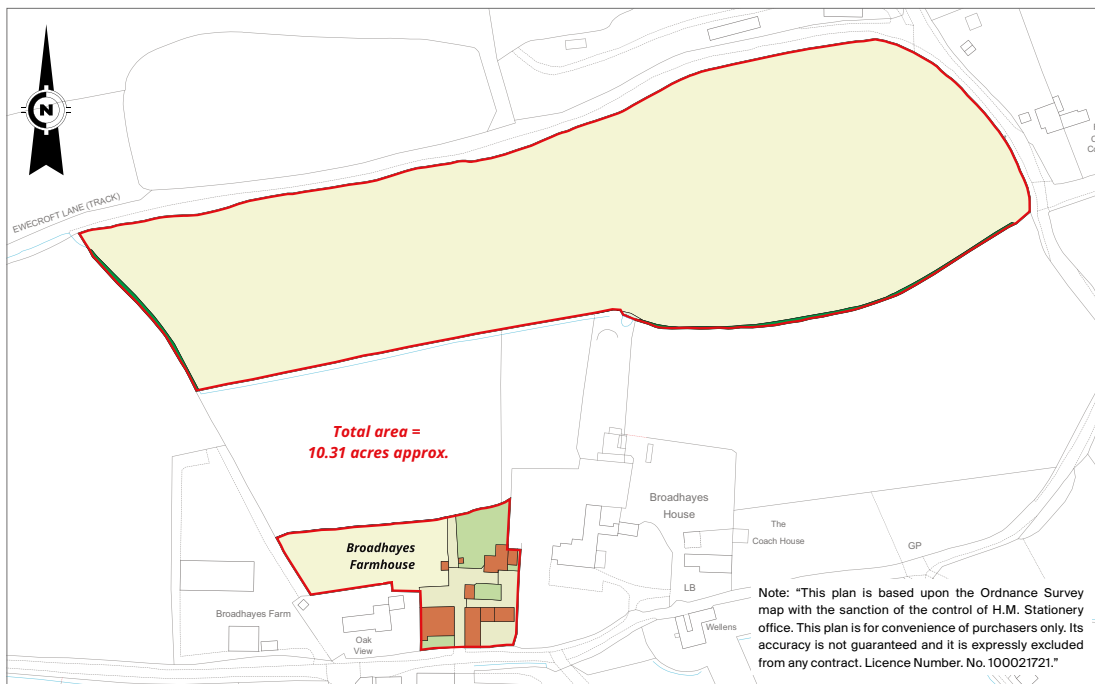 N
EWECROFT LANE (TRACK)
Total area =
10.31 acres approx.
Broadhayes
House
Broadhayes
Farmhouse
The
Coach House
GP
LB
Broadhayes Farm
Oak
View
Wellens
Note: “This plan is based upon the Ordnance Survey
map with the sanction of the control of H.M. Stationery
office. This plan is for convenience of purchasers only. Its
accuracy is not guaranteed and it is expressly excluded
from any contract. Licence Number. No. 100021721.”